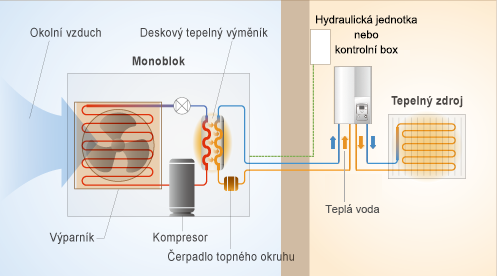 Okolní vzduch
Deskový tepelný výměník
Hydraulická jednotka
nebo
kontrolní box
Monoblok
Tepelný zdroj
Výparník
Kompresor
Teplá voda
Čerpadlo topného okruhu